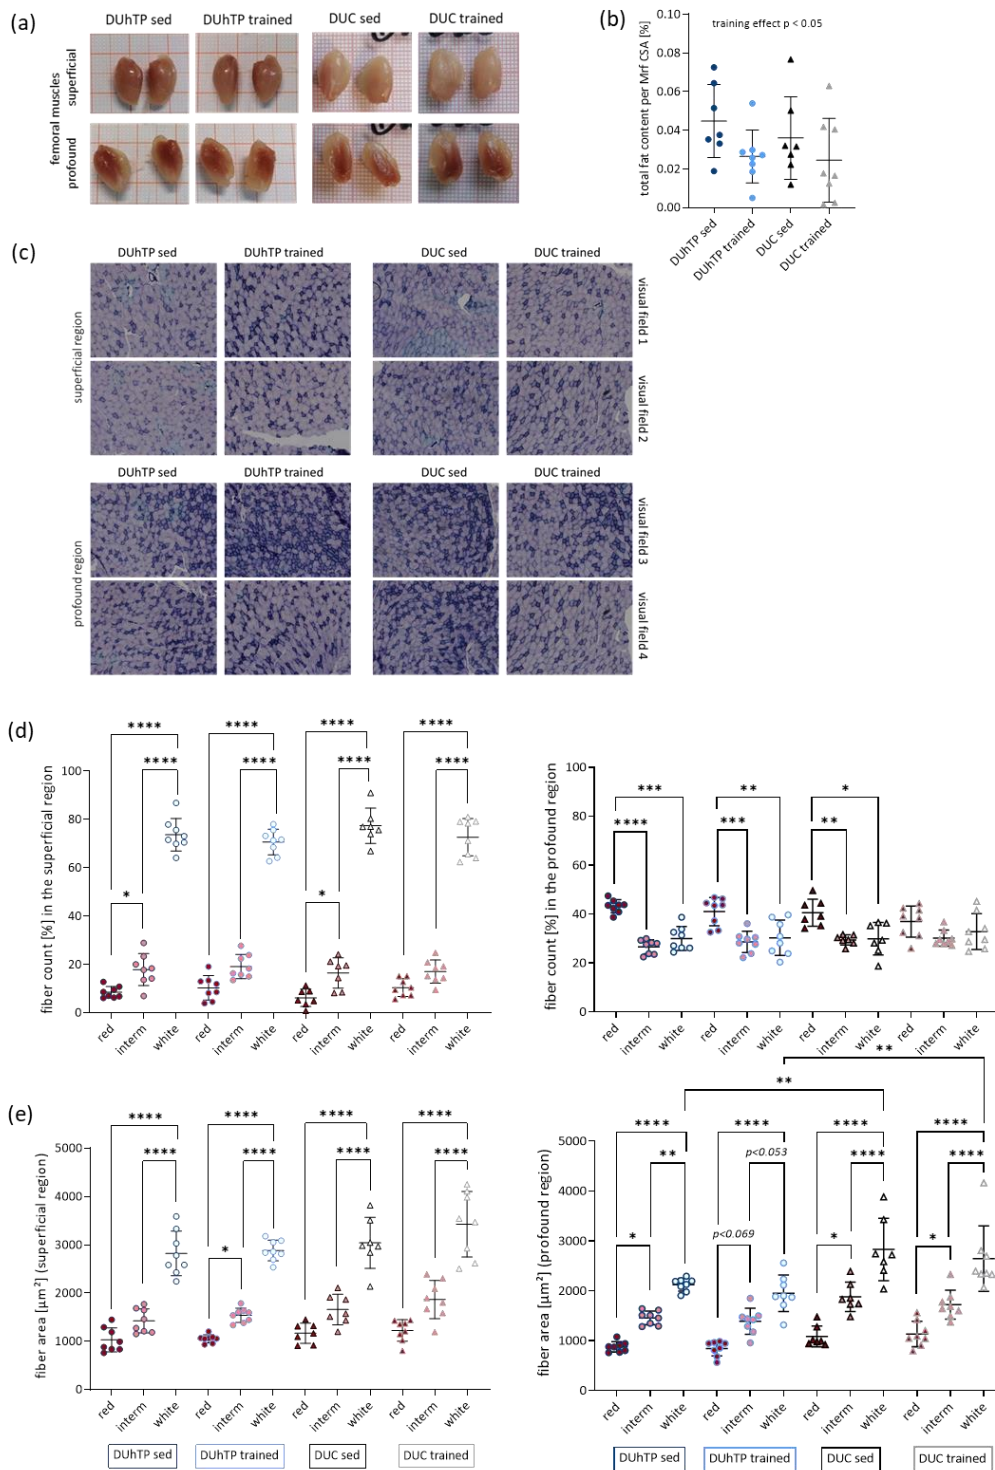 (a)
DUhTP sed
DUhTP trained
DUC sed
DUC trained
femoral muscles
superficial
profound
(b)
training effect p < 0.05
total fat content per Mrf CSA [%]
0.10
0.08
0.06
0.04
0.02
0.00
DUhTP sed
DUhTP trained
DUC sed
DUC trained
(c)
DUhTP sed
DUhTP trained
DUC sed
DUC trained
superficial region
visual field 1
visual field 2
DUhTP sed
DUhTP trained
DUC sed
DUC trained
profound region
visual field 3
visual field 4
(d)
**** **** **** ****
**** **** **** ****
* *
fiber count [%] in the superficial region
100
80
60
40
20
0
red interm white red interm white red interm white red interm white
*** ** *
**** *** **
fiber count [%] in the profound region
100
80
60
40
20
0
red interm white red interm white red interm white red interm white
(e)
**** **** **** ****
**** **** **** ****
*
fiber area [µm²] (superficial region)
5000
4000
3000
2000
1000
0
red interm white red interm white red interm white red interm white
DUhTP sed
DUhTP trained
DUC sed
DUC trained
**
**
**** **** **** ****
** p<0.053 **** ****
* p<0.069 * *
fiber area [µm²] (profound region)
5000
4000
3000
2000
1000
0
red interm white red interm white red interm white red interm white
DUhTP sed
DUhTP trained
DUC sed
DUC trained